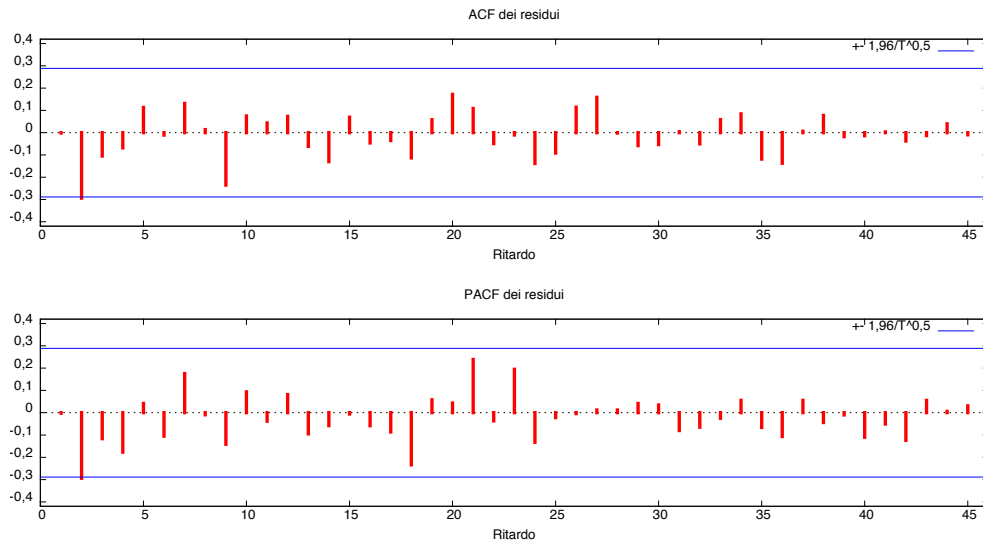 ACF dei residui
+- 1,96/T^0,5
0,4
0,3
0,2
0,1
0
-0,1
-0,2
-0,3
-0,4
0 5 10 15 20 25 30 35 40 45
Ritardo
PACF dei residui
+- 1,96/T^0,5
0,4
0,3
0,2
0,1
0
-0,1
-0,2
-0,3
-0,4
0 5 10 15 20 25 30 35 40 45
Ritardo